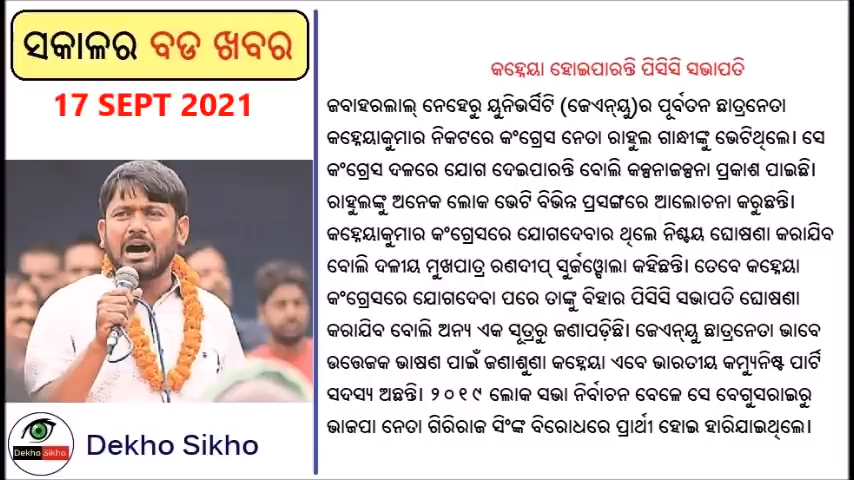 ସକାଳର ବଡ ଖବର
17 SEPT 2021
କହ୍ନେୟା ହୋଇପାରନ୍ତି ପିସିସି ସଭାପତି
ଜବାହରଲାଲ୍ ନେହେରୁ ୟୁନିଭର୍ସିଟି (ଜେଏନ୍‌ୟୁ)ର ପୂର୍ବତନ ଛାତ୍ରନେତା
କହ୍ନେୟାକୁମାର ନିକଟରେ କଂଗ୍ରେସ ନେତା ରାହୁଲ ଗାନ୍ଧୀଙ୍କୁ ଭେଟିଥିଲେ। ସେ
କଂଗ୍ରେସ ଦଳରେ ଯୋଗ ଦେଇପାରନ୍ତି ବୋଲି କଳ୍ପନାଜଳ୍ପନା ପ୍ରକାଶ ପାଇଛି।
ରାହୁଲଙ୍କୁ ଅନେକ ଲୋକ ଭେଟି ବିଭିନ୍ନ ପ୍ରସଙ୍ଗରେ ଆଲୋଚନା କରୁଛନ୍ତି।
କହ୍ନେୟାକୁମାର କଂଗ୍ରେସରେ ଯୋଗଦେବାର ଥିଲେ ନିଶ୍ଚୟ ଘୋଷଣା କରାଯିବ
ବୋଲି ଦଳୀୟ ମୁଖପାତ୍ର ରଣଦୀପ୍ ସୁର୍ଜଓ୍ବେଲା କହିଛନ୍ତି। ତେବେ କହ୍ନେୟା
କଂଗ୍ରେସରେ ଯୋଗଦେବା ପରେ ତାଙ୍କୁ ବିହାର ପିସିସି ସଭାପତି ଘୋଷଣା
କରାଯିବ ବୋଲି ଅନ୍ୟ ଏକ ସୂତ୍ରରୁ ଜଣାପଡ଼ିଛି। ଜେଏନ୍‌ୟୁ ଛାତ୍ରନେତା ଭାବେ
ଉତ୍ତେଜକ ଭାଷଣ ପାଇଁ ଜଣାଶୁଣା କହ୍ନେୟା ଏବେ ଭାରତୀୟ କମ୍ୟୁନିଷ୍ଟ ପାର୍ଟି
ସଦସ୍ୟ ଅଛନ୍ତି। ୨୦୧୯ ଲୋକ ସଭା ନିର୍ବାଚନ ବେଳେ ସେ ବେଗୁସରାଇରୁ
ଭାଜପା ନେତା ଗିରିରାଜ ସିଂଙ୍କ ବିରୋଧରେ ପ୍ରାର୍ଥୀ ହୋଇ ହାରିଯାଇଥିଲେ।
Dekho Sikho
Dekho Sikho